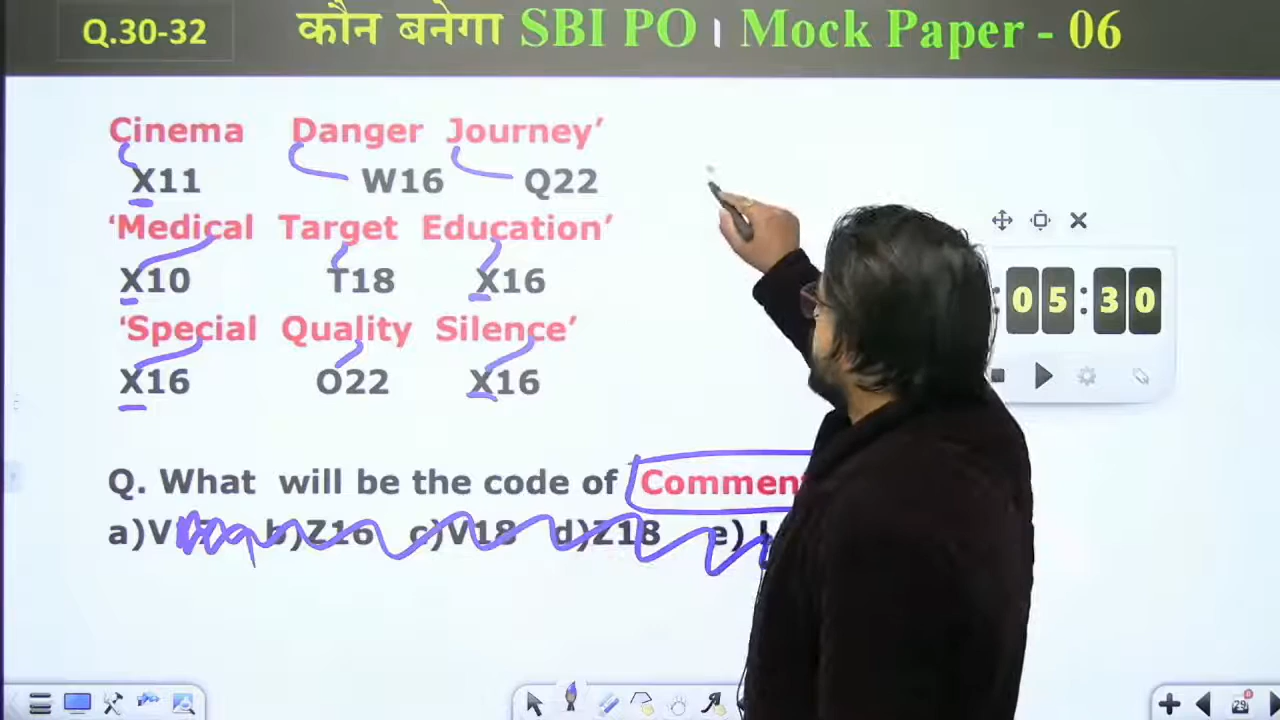 Q.30-32 कौन बनेगा SBI PO । Mock Paper - 06
Cinema Danger Journey’
X11 W16 Q22
‘Medical Target Education’
X10 T18 X16
‘Special Quality Silence’
X16 O22 X16
05:30
Q. What will be the code of
b)Z16 c)V18 d)Z18 e)
29